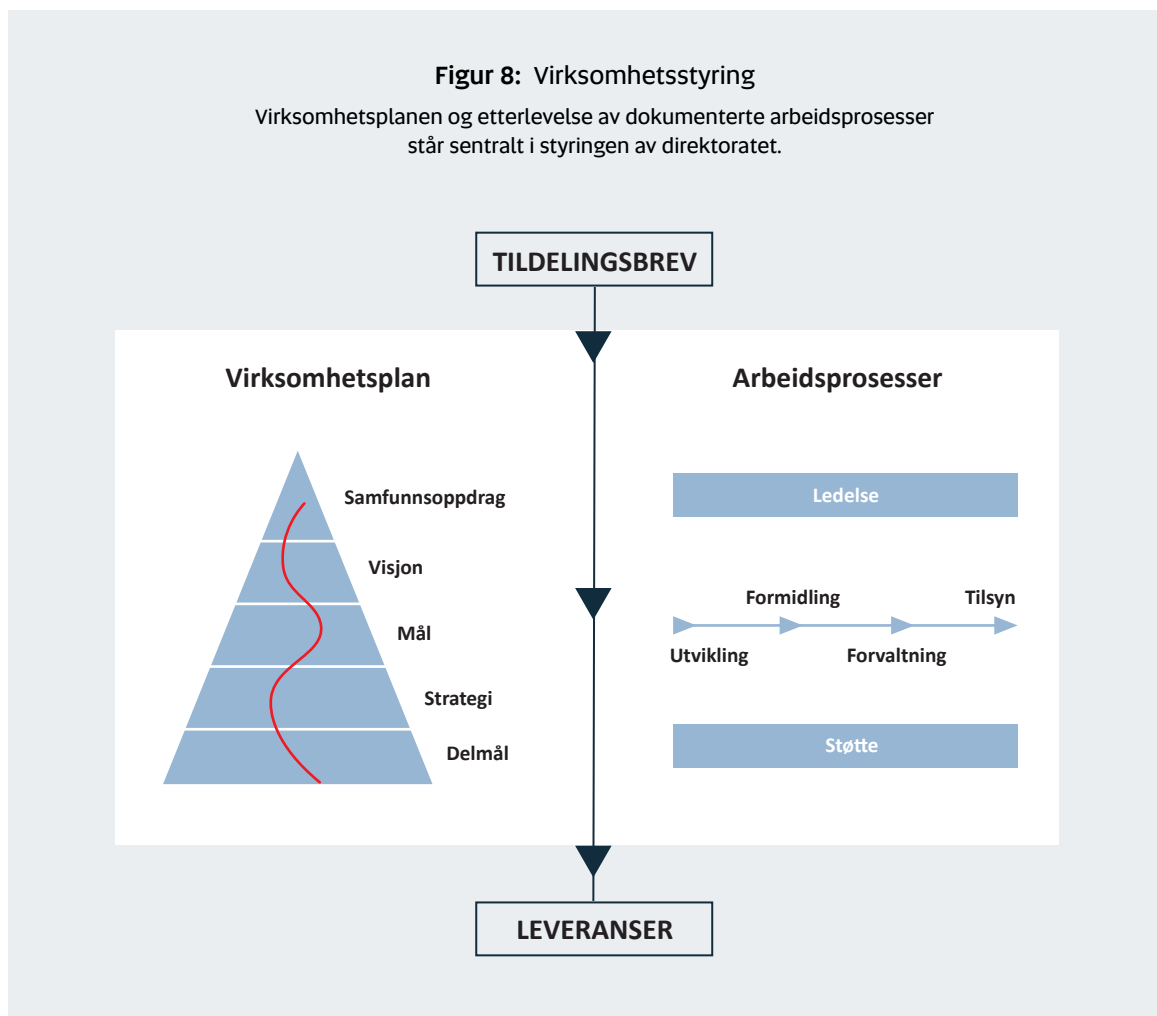 Figur 8: Virksomhetsstyring
Virksomhetsplanen og etterlevelse av dokumenterte arbeidsprosesser
står sentralt i styringen av direktoratet.
TILDELINGSBREV
Virksomhetsplan
Samfunnsoppdrag
Visjon
Mål
Strategi
Delmål
Arbeidsprosesser
Ledelse
Formidling
Tilsyn
Utvikling
Forvaltning
Støtte
LEVERANSER